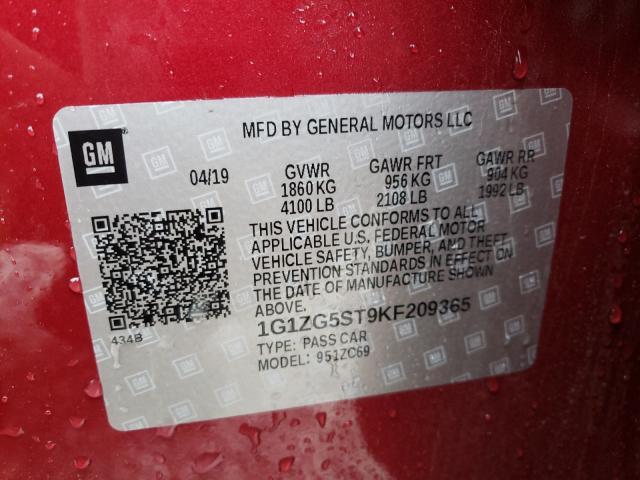 MFD BY GENERAL MOTORS LLC
GM
04/19 GVWR GAWR FRT GAWR RR
1860 KG 956 KG 904 KG
4100 LB 2108 LB 1992 LB
THIS VEHICLE CONFORMS TO ALL
APPLICABLE U.S. FEDERAL MOTOR
VEHICLE SAFETY, BUMPER, AND THEFT
PREVENTION STANDARDS IN EFFECT ON
THE DATE OF MANUFACTURE SHOWN
ABOVE.
1G1ZG5ST9KF209365
434B
TYPE: PASS CAR
MODEL: 951ZC69